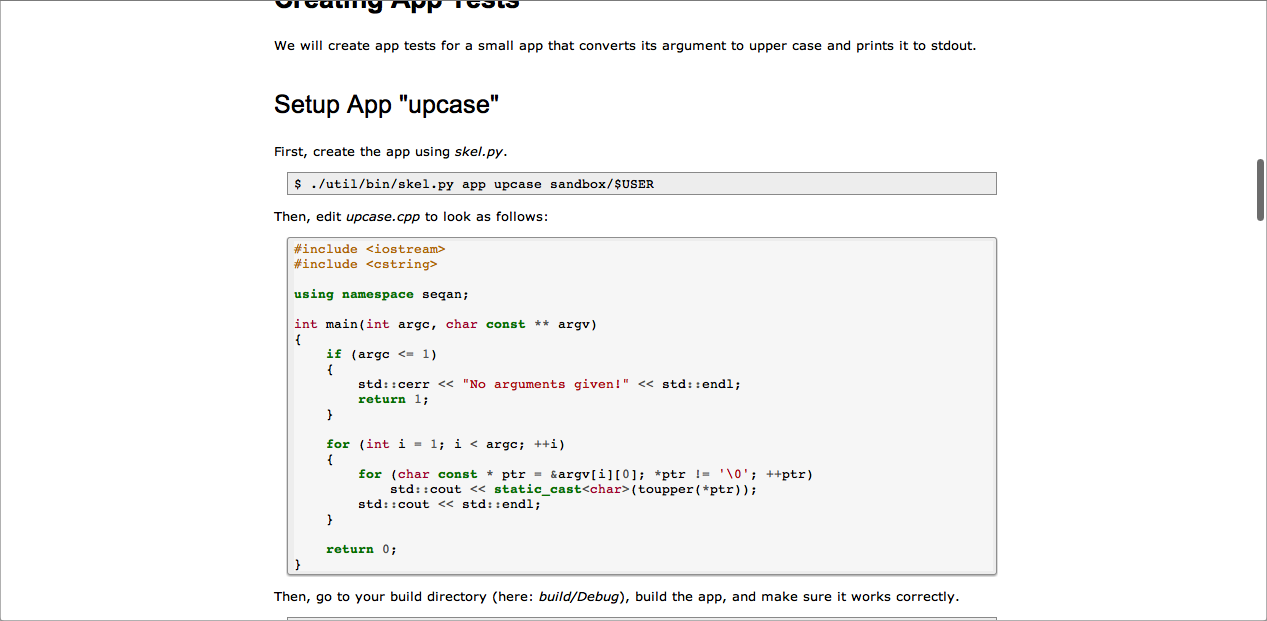 Creating App Tests
We will create app tests for a small app that converts its argument to upper case and prints it to stdout.
Setup App "upcase"
First, create the app using skel.py.
$ ./util/bin/skel.py app upcase sandbox/$USER
Then, edit upcase.cpp to look as follows:
#include <iostream>
#include <cstring>
using namespace seqan;
int main(int argc, char const ** argv)
{
    if (argc <= 1)
    {
        std::cerr << "No arguments given!" << std::endl;
        return 1;
    }
    for (int i = 1; i < argc; ++i)
    {
        for (char const * ptr = &argv[i][0]; *ptr != '\0'; ++ptr)
            std::cout << static_cast<char>(toupper(*ptr));
        std::cout << std::endl;
    }
    return 0;
}
Then, go to your build directory (here: build/Debug), build the app, and make sure it works correctly.